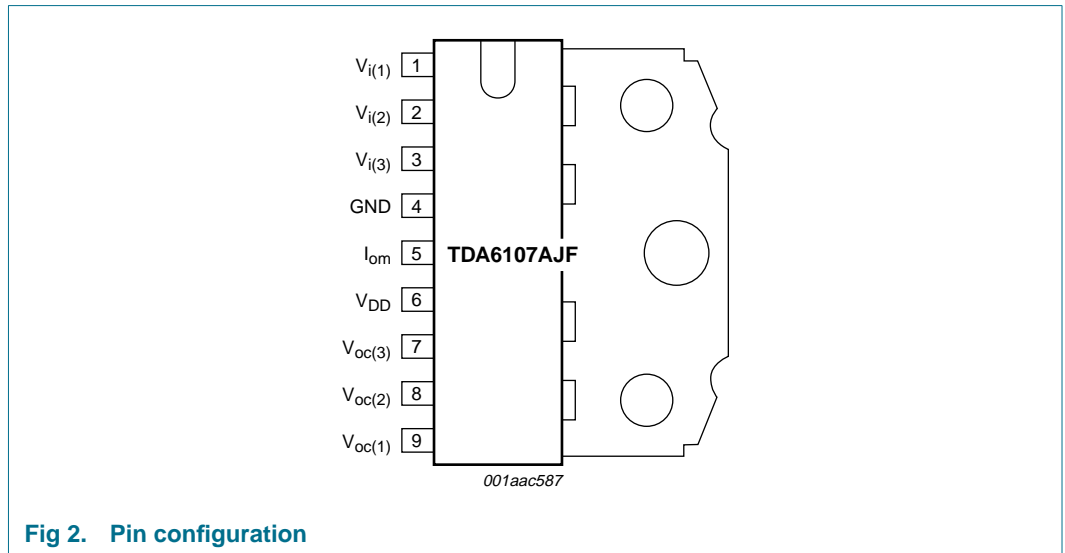 Vi(1) 1
Vi(2) 2
Vi(3) 3
GND 4
Iom 5 TDA6107AJF
VDD 6
Voc(3) 7
Voc(2) 8
Voc(1) 9
001aac587
Fig 2. Pin configuration